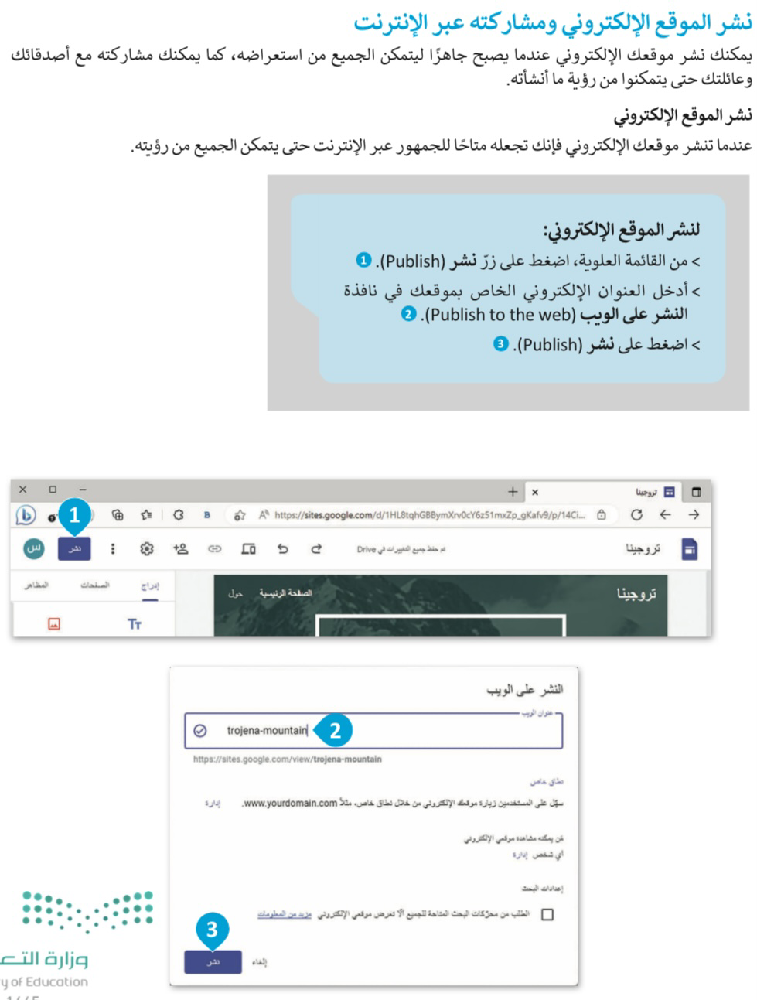 نشر الموقع الإلكتروني ومشاركته عبر الإنترنت
يمكنك نشر موقعك الإلكتروني عندما يصبح جاهزًا ليتمكن الجميع من استعراضه، كما يمكنك مشاركته مع أصدقائك
وعائلتك حتى يتمكنوا من رؤية ما أنشأته.
نشر الموقع الإلكتروني
عندما تنشر موقعك الإلكتروني فإنك تجعله متاحًا للجمهور عبر الإنترنت حتى يتمكن الجميع من رؤيته.
لنشر الموقع الإلكتروني:
> من القائمة العلوية، اضغط على زرّ نشر (Publish). 1
> أدخل العنوان الإلكتروني الخاص بموقعك في نافذة
النشر على الويب (Publish to the web). 2
> اضغط على نشر (Publish). 3
تروجينا
https://sites.google.com/d/1HL8tqhGB8ymXrv0cY6z51mxZp_gKafv9/p/14Ci...
1
تروجينا
تم حفظ جميع التغييرات في Drive
نشر
س
إدراج الصفحات المظاهر
تروجينا
الصفحة الرئيسية حول
النشر على الويب
عنوان الويب
trojena-mountain
2
https://sites.google.com/view/trojena-mountain
نطاق خاص
سهّل على المستخدمين زيارة موقعك الإلكتروني من خلال نطاق خاص، مثلاً www.yourdomain.com. إدارة
مَن يمكنه مشاهدة موقعي الإلكتروني
أي شخص إدارة
إعدادات البحث
الطلب من محرّكات البحث المتاحة للجميع ألّا تعرض موقعي الإلكتروني مزيد من المعلومات
3
إلغاء نشر
وزارة التع
y of Education
1445